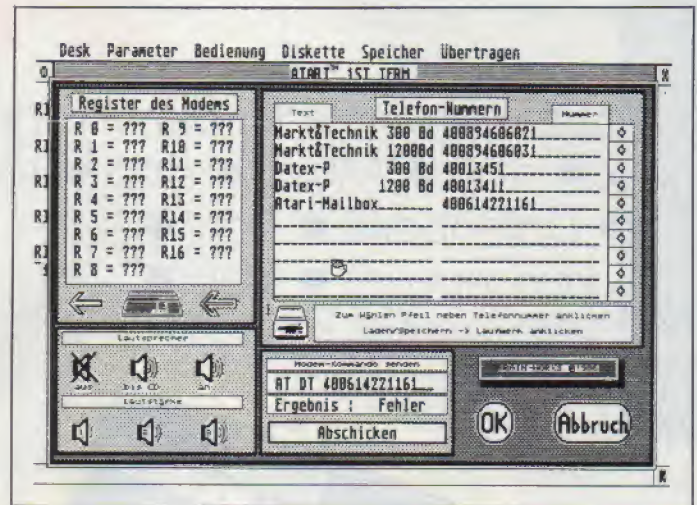 Desk Parameter Bedienung Diskette Speicher Übertragen
ATARI™ 1ST TERM
Register des Modems
R 0 = ??? R 9 = ???
R 1 = ??? R10 = ???
R 2 = ??? R11 = ???
R 3 = ??? R12 = ???
R 4 = ??? R13 = ???
R 5 = ??? R14 = ???
R 6 = ??? R15 = ???
R 7 = ??? R16 = ???
R 8 = ???
Telefon-Nummern
Text Nummer
Markt&Technik 300 Bd 400894606021
Markt&Technik 1200Bd 400894606031
Datex-P 300 Bd 40013451
Datex-P 1200 Bd 40013411
Atari-Mailbox 400614221161
Zum Wählen Pfeil neben Telefonnummer anklicken
Laden/Speichern -> Laufwerk anklicken
Lautsprecher
aus bis CD an
Lautstärke
Modem-Kommando senden
AT DT 400614221161
Ergebnis : Fehler
Abschicken
OK
Abbruch